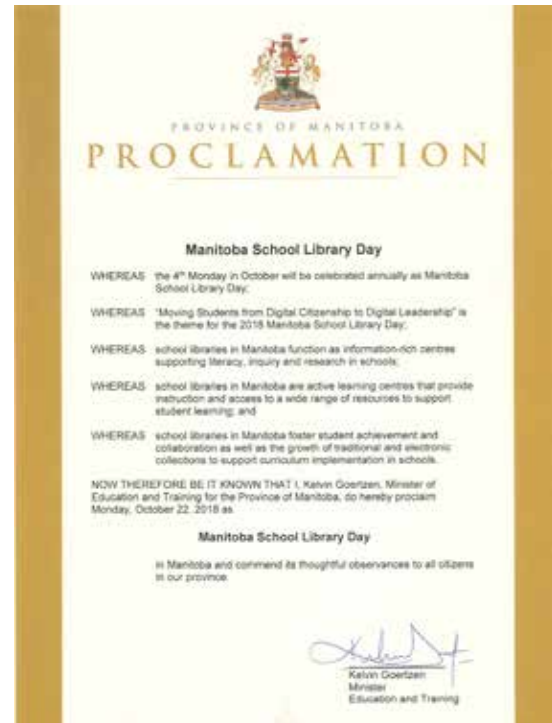 PROVINCE OF MANITOBA
PROCLAMATION
Manitoba School Library Day
WHEREAS the 4th Monday in October will be celebrated annually as Manitoba
School Library Day;
WHEREAS "Moving Students from Digital Citizenship to Digital Leadership" is
the theme for the 2018 Manitoba School Library Day;
WHEREAS school libraries in Manitoba function as information-rich centres
supporting literacy, inquiry and research in schools;
WHEREAS school libraries in Manitoba are active learning centres that provide
instruction and access to a wide range of resources to support
student learning; and
WHEREAS school libraries in Manitoba foster student achievement and
collaboration as well as the growth of traditional and electronic
collections to support curriculum implementation in schools.
NOW THEREFORE BE IT KNOWN THAT I, Kelvin Goertzen, Minister of
Education and Training for the Province of Manitoba, do hereby proclaim
Monday, October 22, 2018 as
Manitoba School Library Day
in Manitoba and commend its thoughtful observances to all citizens
in our province.
Kelvin Goertzen
Minister
Education and Training